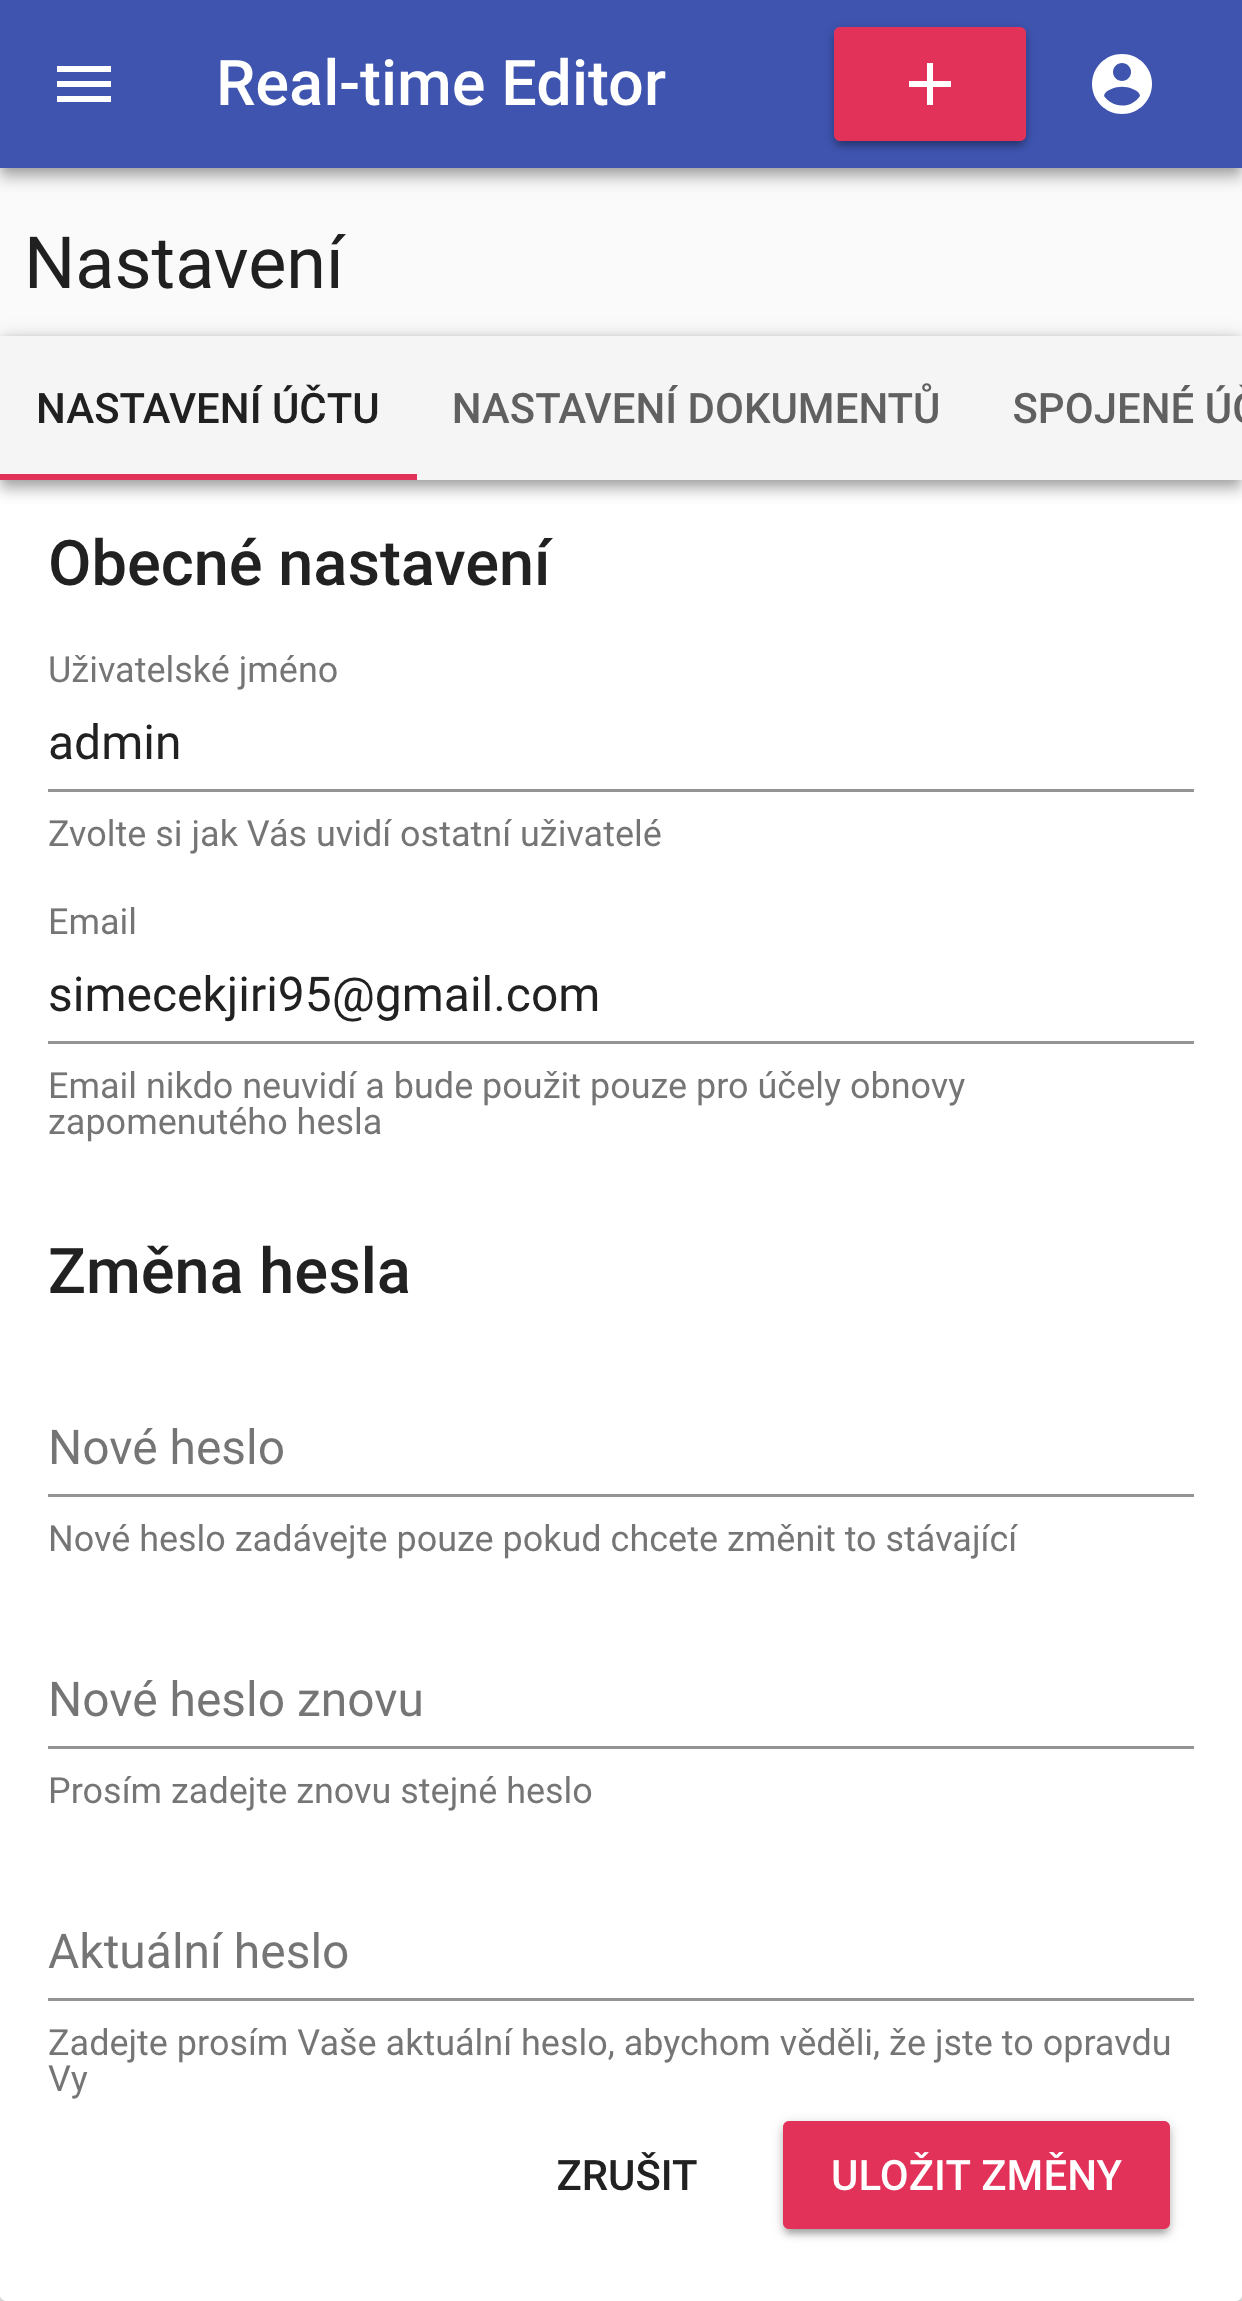 Real-time Editor
Nastavení
NASTAVENÍ ÚČTU NASTAVENÍ DOKUMENTŮ SPOJENÉ
Obecné nastavení
Uživatelské jméno
admin
Zvolte si jak Vás uvidí ostatní uživatelé
Email
simecekjiri95@gmail.com
Email nikdo neuvidí a bude použit pouze pro účely obnovy
zapomenutého hesla
Změna hesla
Nové heslo
Nové heslo zadávejte pouze pokud chcete změnit to stávající
Nové heslo znovu
Prosím zadejte znovu stejné heslo
Aktuální heslo
Zadejte prosím Vaše aktuální heslo, abychom věděli, že jste to opravdu
Vy
ZRUŠIT ULOŽIT ZMĚNY